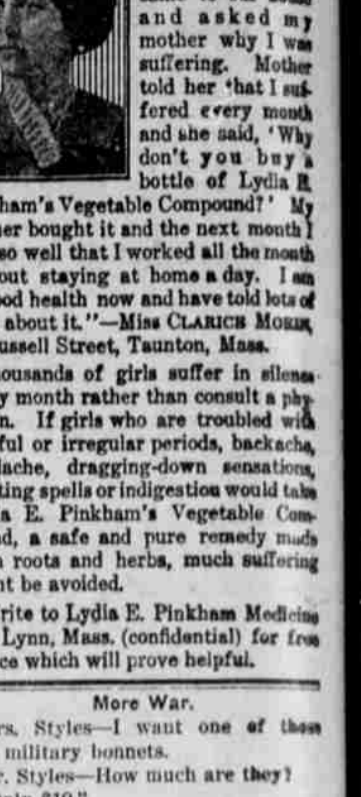 and asked my
mother why I was
suffering. Mother
told her that I suf-
fered every month
and she said, 'Why
don't you buy a
bottle of Lydia E.
ham's Vegetable Compound?' My
er bought it and the next month I
so well that I worked all the month
out staying at home a day. I am
ood health now and have told lots of
about it."—Miss CLARICE MORIN,
ussell Street, Taunton, Mass.
ousands of girls suffer in silence
y month rather than consult a phy-
n. If girls who are troubled with
ful or irregular periods, backache,
ache, dragging-down sensations,
ting spells or indigestion would take
a E. Pinkham's Vegetable Com-
d, a safe and pure remedy made
roots and herbs, much suffering
t be avoided.
rite to Lydia E. Pinkham Medicine
Lynn, Mass. (confidential) for free
ce which will prove helpful.
More War.
rs. Styles—I want one of those
military bonnets.
r. Styles—How much are they?